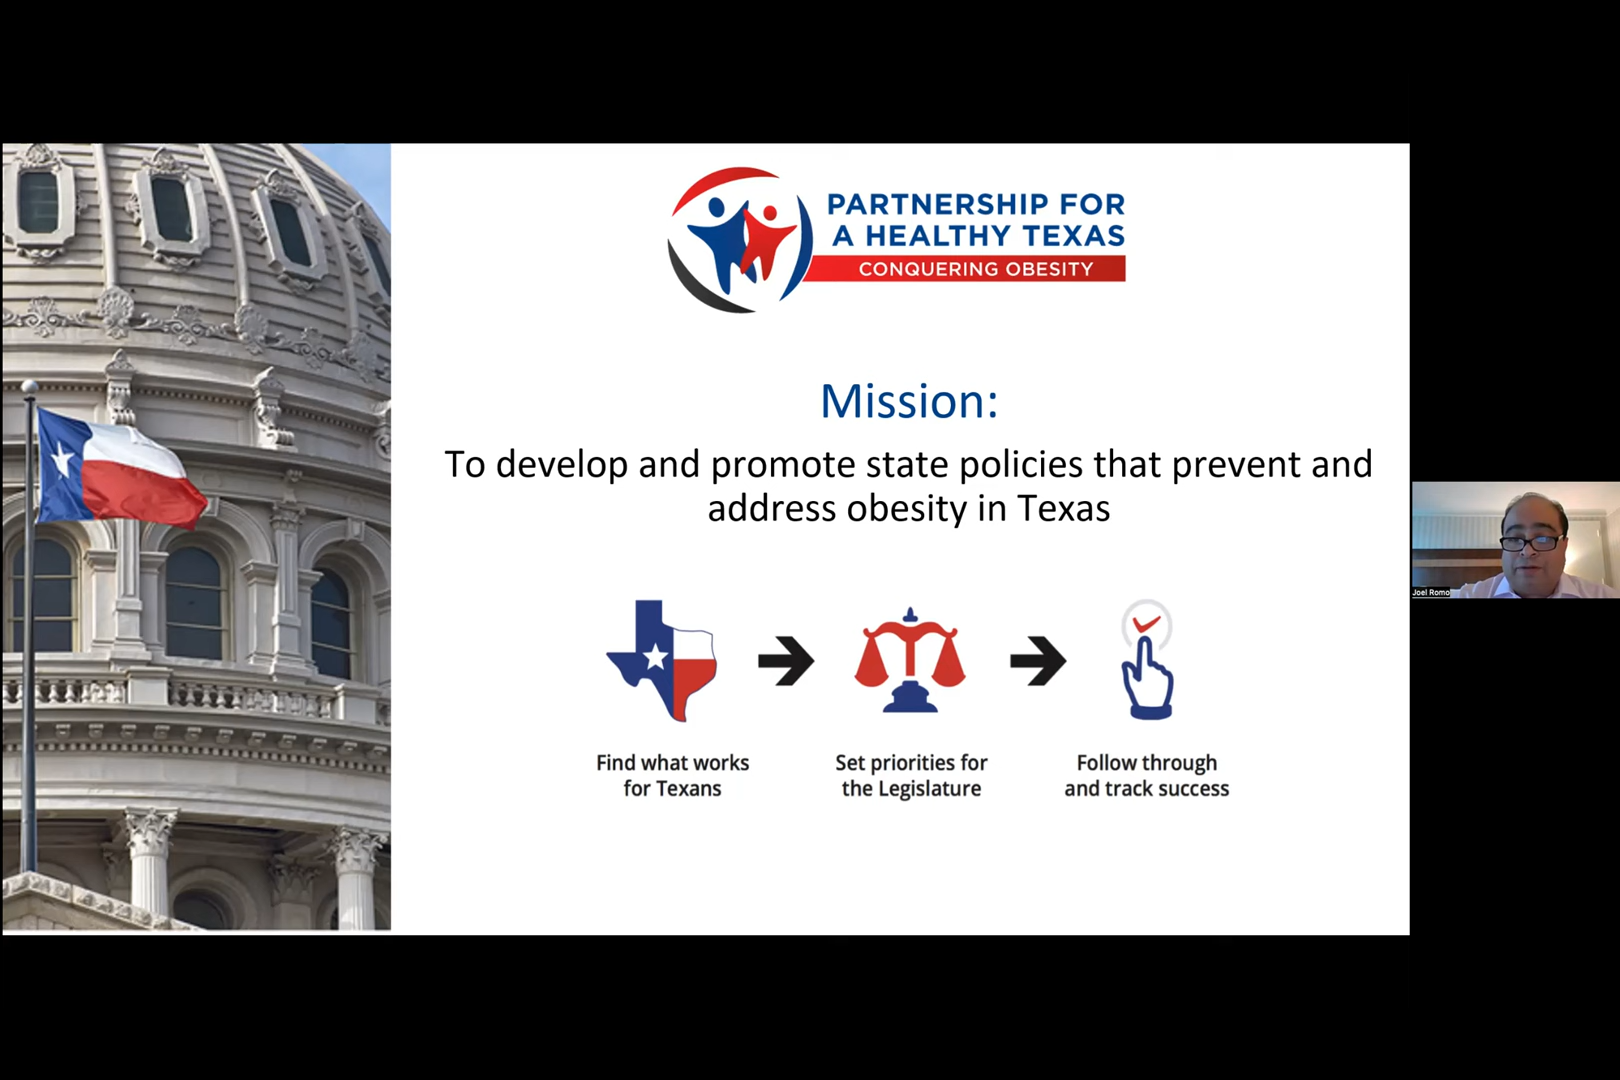 PARTNERSHIP FOR
A HEALTHY TEXAS
CONQUERING OBESITY
Mission:
To develop and promote state policies that prevent and
address obesity in Texas
Find what works
for Texans
Set priorities for
the Legislature
Follow through
and track success
Joel Romo